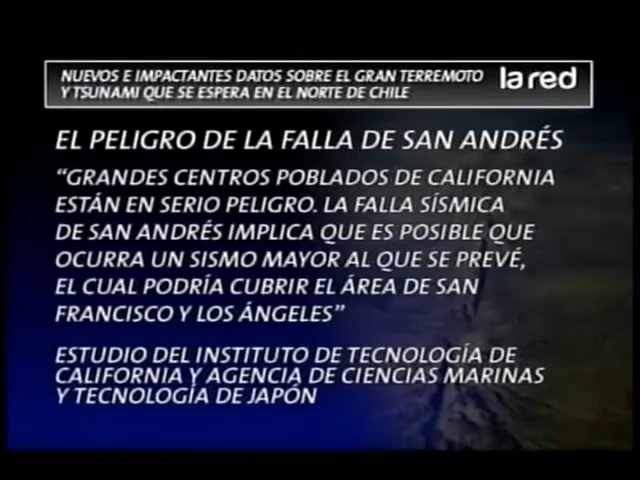 NUEVOS E IMPACTANTES DATOS SOBRE EL GRAN TERREMOTO
Y TSUNAMI QUE SE ESPERA EN EL NORTE DE CHILE
la red
EL PELIGRO DE LA FALLA DE SAN ANDRÉS
"GRANDES CENTROS POBLADOS DE CALIFORNIA
ESTÁN EN SERIO PELIGRO. LA FALLA SÍSMICA
DE SAN ANDRÉS IMPLICA QUE ES POSIBLE QUE
OCURRA UN SISMO MAYOR AL QUE SE PREVÉ,
EL CUAL PODRÍA CUBRIR EL ÁREA DE SAN
FRANCISCO Y LOS ÁNGELES"
ESTUDIO DEL INSTITUTO DE TECNOLOGÍA DE
CALIFORNIA Y AGENCIA DE CIENCIAS MARINAS
Y TECNOLOGÍA DE JAPÓN